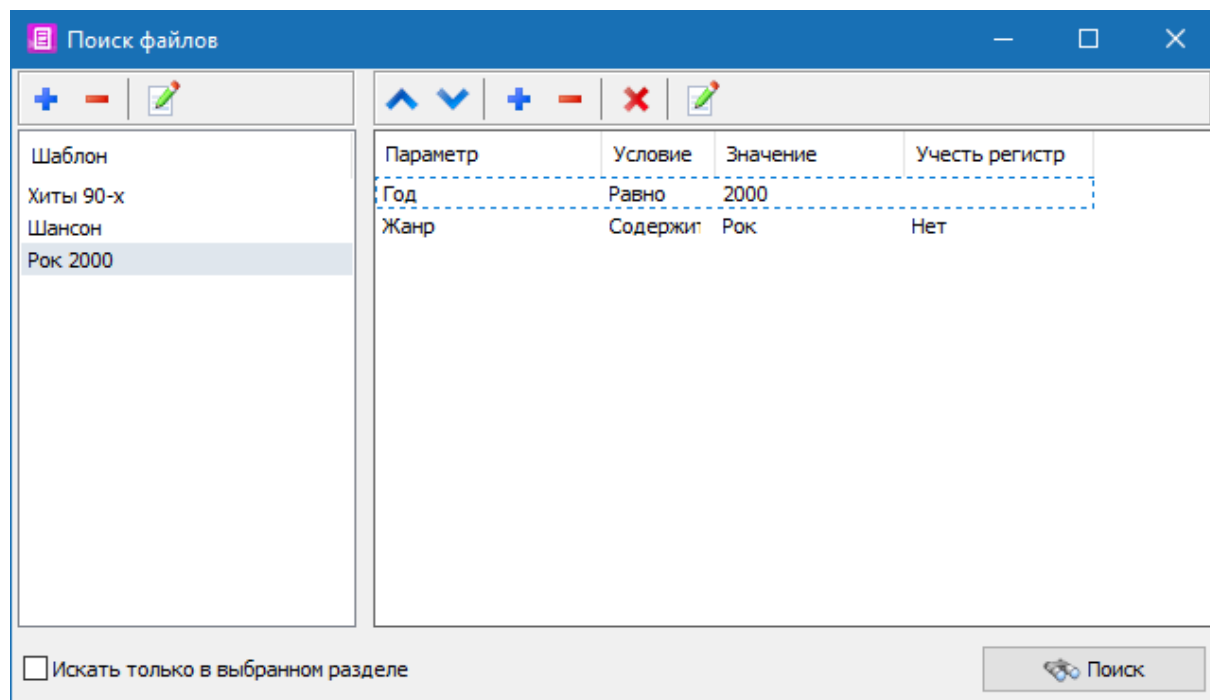 Поиск файлов
Шаблон
Хиты 90-х
Шансон
Рок 2000
Параметр Условие Значение Учесть регистр
Год Равно 2000
Жанр Содержит Рок Нет
Искать только в выбранном разделе
Поиск